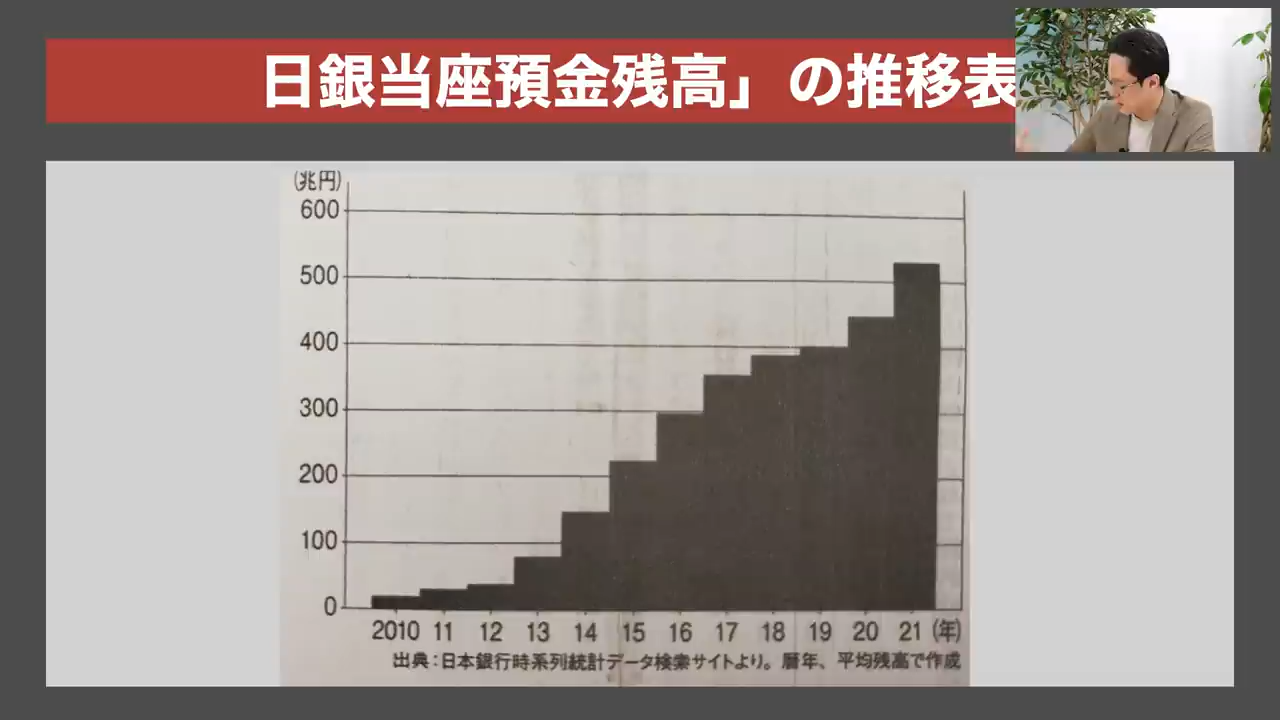 日銀当座預金残高」の推移表
(兆円)
600
500
400
300
200
100
0
2010 11 12 13 14 15 16 17 18 19 20 21 (年)
出典：日本銀行時系列統計データ検索サイトより。暦年、平均残高で作成